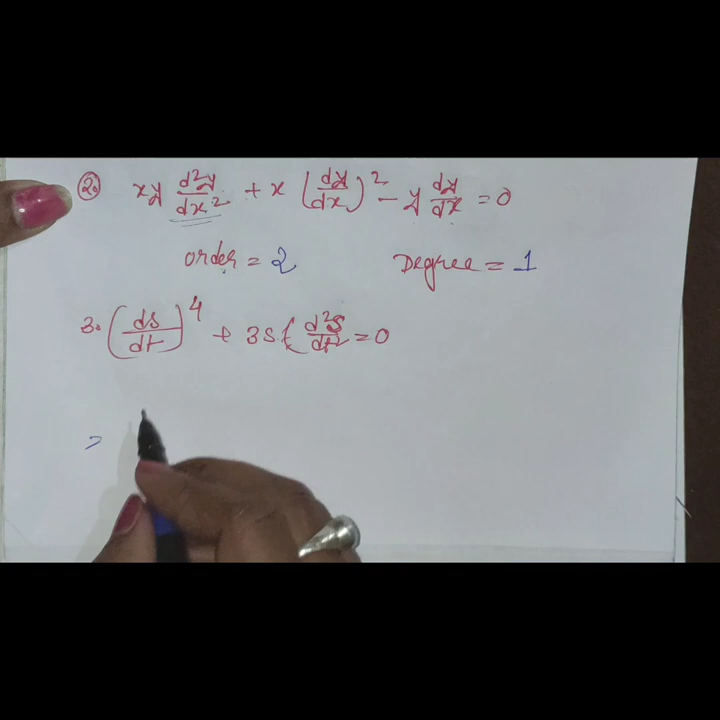 2. xy d²y/dx² + x (dy/dx)² - y dy/dx = 0
order = 2 Degree = 1
3. (ds/dt)⁴ + 3s ( d²s/dt² = 0
=